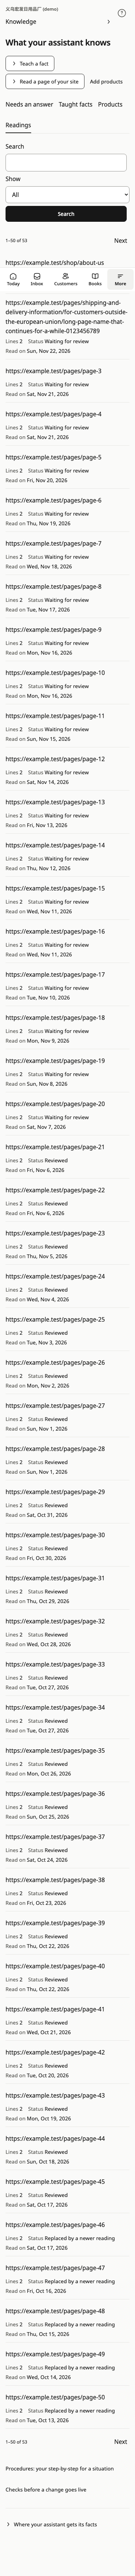 义乌宏发日用品厂 (demo)
Knowledge
What your assistant knows
Teach a fact
Read a page of your site
Add products
Needs an answer
Taught facts
Products
Readings
Search
Show
All
Search
1–50 of 53
Next
https://example.test/shop/about-us
Today
Inbox
Customers
Books
More
https://example.test/pages/shipping-and-
delivery-information-for-customers-outside-
the-european-union/long-page-name-that-
continues-for-a-while-0123456789
Lines 2 Status Waiting for review
Read on Sun, Nov 22, 2026
https://example.test/pages/page-3
Lines 2 Status Waiting for review
Read on Sat, Nov 21, 2026
https://example.test/pages/page-4
Lines 2 Status Waiting for review
Read on Sat, Nov 21, 2026
https://example.test/pages/page-5
Lines 2 Status Waiting for review
Read on Fri, Nov 20, 2026
https://example.test/pages/page-6
Lines 2 Status Waiting for review
Read on Thu, Nov 19, 2026
https://example.test/pages/page-7
Lines 2 Status Waiting for review
Read on Wed, Nov 18, 2026
https://example.test/pages/page-8
Lines 2 Status Waiting for review
Read on Tue, Nov 17, 2026
https://example.test/pages/page-9
Lines 2 Status Waiting for review
Read on Mon, Nov 16, 2026
https://example.test/pages/page-10
Lines 2 Status Waiting for review
Read on Mon, Nov 16, 2026
https://example.test/pages/page-11
Lines 2 Status Waiting for review
Read on Sun, Nov 15, 2026
https://example.test/pages/page-12
Lines 2 Status Waiting for review
Read on Sat, Nov 14, 2026
https://example.test/pages/page-13
Lines 2 Status Waiting for review
Read on Fri, Nov 13, 2026
https://example.test/pages/page-14
Lines 2 Status Waiting for review
Read on Thu, Nov 12, 2026
https://example.test/pages/page-15
Lines 2 Status Waiting for review
Read on Wed, Nov 11, 2026
https://example.test/pages/page-16
Lines 2 Status Waiting for review
Read on Wed, Nov 11, 2026
https://example.test/pages/page-17
Lines 2 Status Waiting for review
Read on Tue, Nov 10, 2026
https://example.test/pages/page-18
Lines 2 Status Waiting for review
Read on Mon, Nov 9, 2026
https://example.test/pages/page-19
Lines 2 Status Waiting for review
Read on Sun, Nov 8, 2026
https://example.test/pages/page-20
Lines 2 Status Waiting for review
Read on Sat, Nov 7, 2026
https://example.test/pages/page-21
Lines 2 Status Reviewed
Read on Fri, Nov 6, 2026
https://example.test/pages/page-22
Lines 2 Status Reviewed
Read on Fri, Nov 6, 2026
https://example.test/pages/page-23
Lines 2 Status Reviewed
Read on Thu, Nov 5, 2026
https://example.test/pages/page-24
Lines 2 Status Reviewed
Read on Wed, Nov 4, 2026
https://example.test/pages/page-25
Lines 2 Status Reviewed
Read on Tue, Nov 3, 2026
https://example.test/pages/page-26
Lines 2 Status Reviewed
Read on Mon, Nov 2, 2026
https://example.test/pages/page-27
Lines 2 Status Reviewed
Read on Sun, Nov 1, 2026
https://example.test/pages/page-28
Lines 2 Status Reviewed
Read on Sun, Nov 1, 2026
https://example.test/pages/page-29
Lines 2 Status Reviewed
Read on Sat, Oct 31, 2026
https://example.test/pages/page-30
Lines 2 Status Reviewed
Read on Fri, Oct 30, 2026
https://example.test/pages/page-31
Lines 2 Status Reviewed
Read on Thu, Oct 29, 2026
https://example.test/pages/page-32
Lines 2 Status Reviewed
Read on Wed, Oct 28, 2026
https://example.test/pages/page-33
Lines 2 Status Reviewed
Read on Tue, Oct 27, 2026
https://example.test/pages/page-34
Lines 2 Status Reviewed
Read on Tue, Oct 27, 2026
https://example.test/pages/page-35
Lines 2 Status Reviewed
Read on Mon, Oct 26, 2026
https://example.test/pages/page-36
Lines 2 Status Reviewed
Read on Sun, Oct 25, 2026
https://example.test/pages/page-37
Lines 2 Status Reviewed
Read on Sat, Oct 24, 2026
https://example.test/pages/page-38
Lines 2 Status Reviewed
Read on Fri, Oct 23, 2026
https://example.test/pages/page-39
Lines 2 Status Reviewed
Read on Thu, Oct 22, 2026
https://example.test/pages/page-40
Lines 2 Status Reviewed
Read on Thu, Oct 22, 2026
https://example.test/pages/page-41
Lines 2 Status Reviewed
Read on Wed, Oct 21, 2026
https://example.test/pages/page-42
Lines 2 Status Reviewed
Read on Tue, Oct 20, 2026
https://example.test/pages/page-43
Lines 2 Status Reviewed
Read on Mon, Oct 19, 2026
https://example.test/pages/page-44
Lines 2 Status Reviewed
Read on Sun, Oct 18, 2026
https://example.test/pages/page-45
Lines 2 Status Reviewed
Read on Sat, Oct 17, 2026
https://example.test/pages/page-46
Lines 2 Status Replaced by a newer reading
Read on Sat, Oct 17, 2026
https://example.test/pages/page-47
Lines 2 Status Replaced by a newer reading
Read on Fri, Oct 16, 2026
https://example.test/pages/page-48
Lines 2 Status Replaced by a newer reading
Read on Thu, Oct 15, 2026
https://example.test/pages/page-49
Lines 2 Status Replaced by a newer reading
Read on Wed, Oct 14, 2026
https://example.test/pages/page-50
Lines 2 Status Replaced by a newer reading
Read on Tue, Oct 13, 2026
1–50 of 53
Next
Procedures: your step-by-step for a situation
Checks before a change goes live
Where your assistant gets its facts